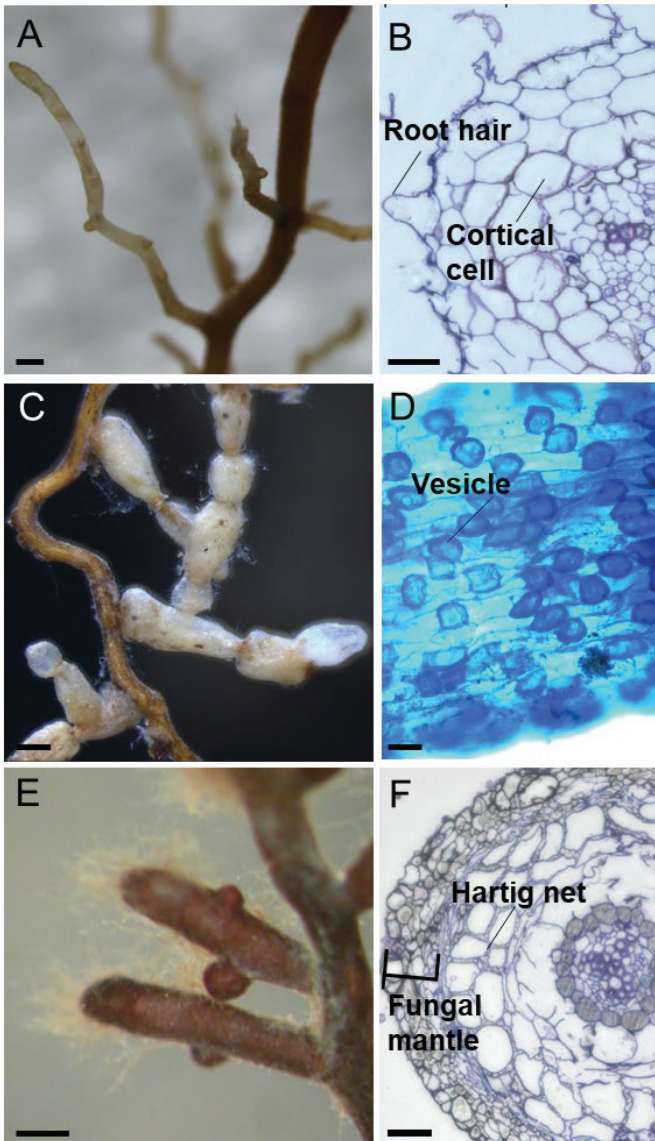 A
B
Root hair
Cortical
cell
C
D
Vesicle
E
F
Hartig net
Fungal
mantle